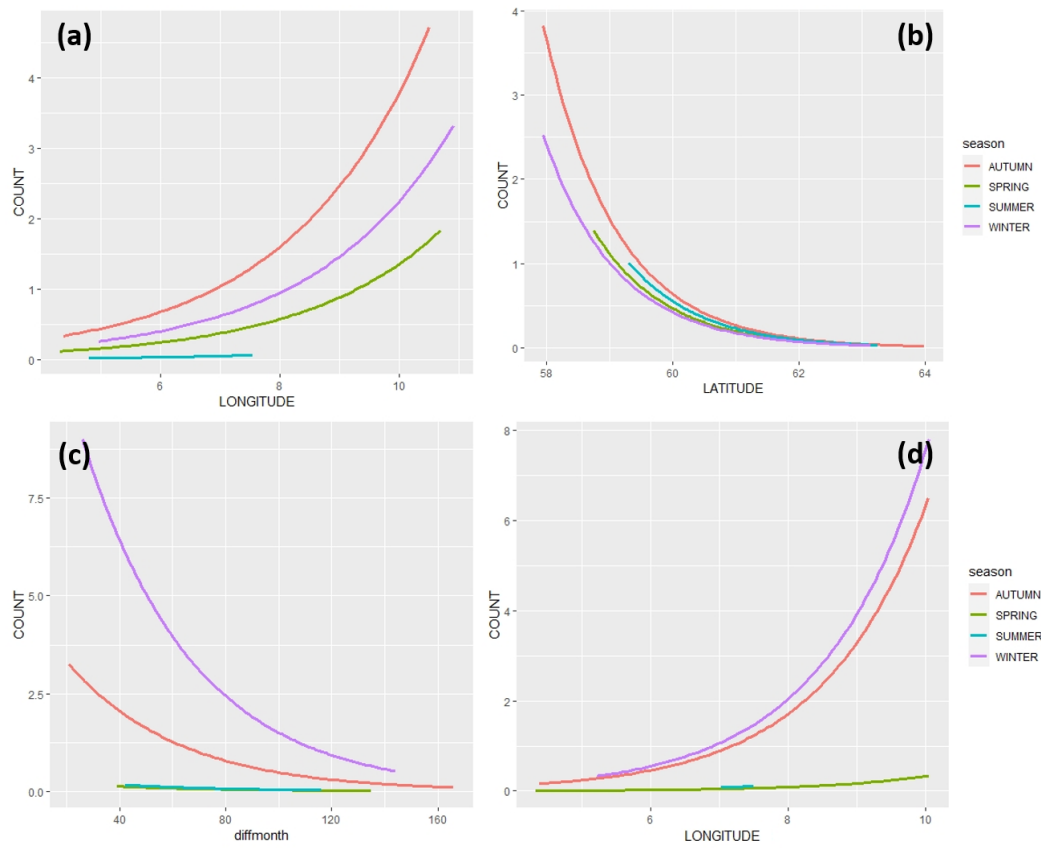 (a)
COUNT
4
3
2
1
0
6
8
10
LONGITUDE
(b)
COUNT
4
3
2
1
0
58
60
62
64
LATITUDE
season
AUTUMN
SPRING
SUMMER
WINTER
(c)
COUNT
7.5
5.0
2.5
0.0
40
80
120
160
diffmonth
(d)
COUNT
8
6
4
2
0
6
8
10
LONGITUDE
season
AUTUMN
SPRING
SUMMER
WINTER